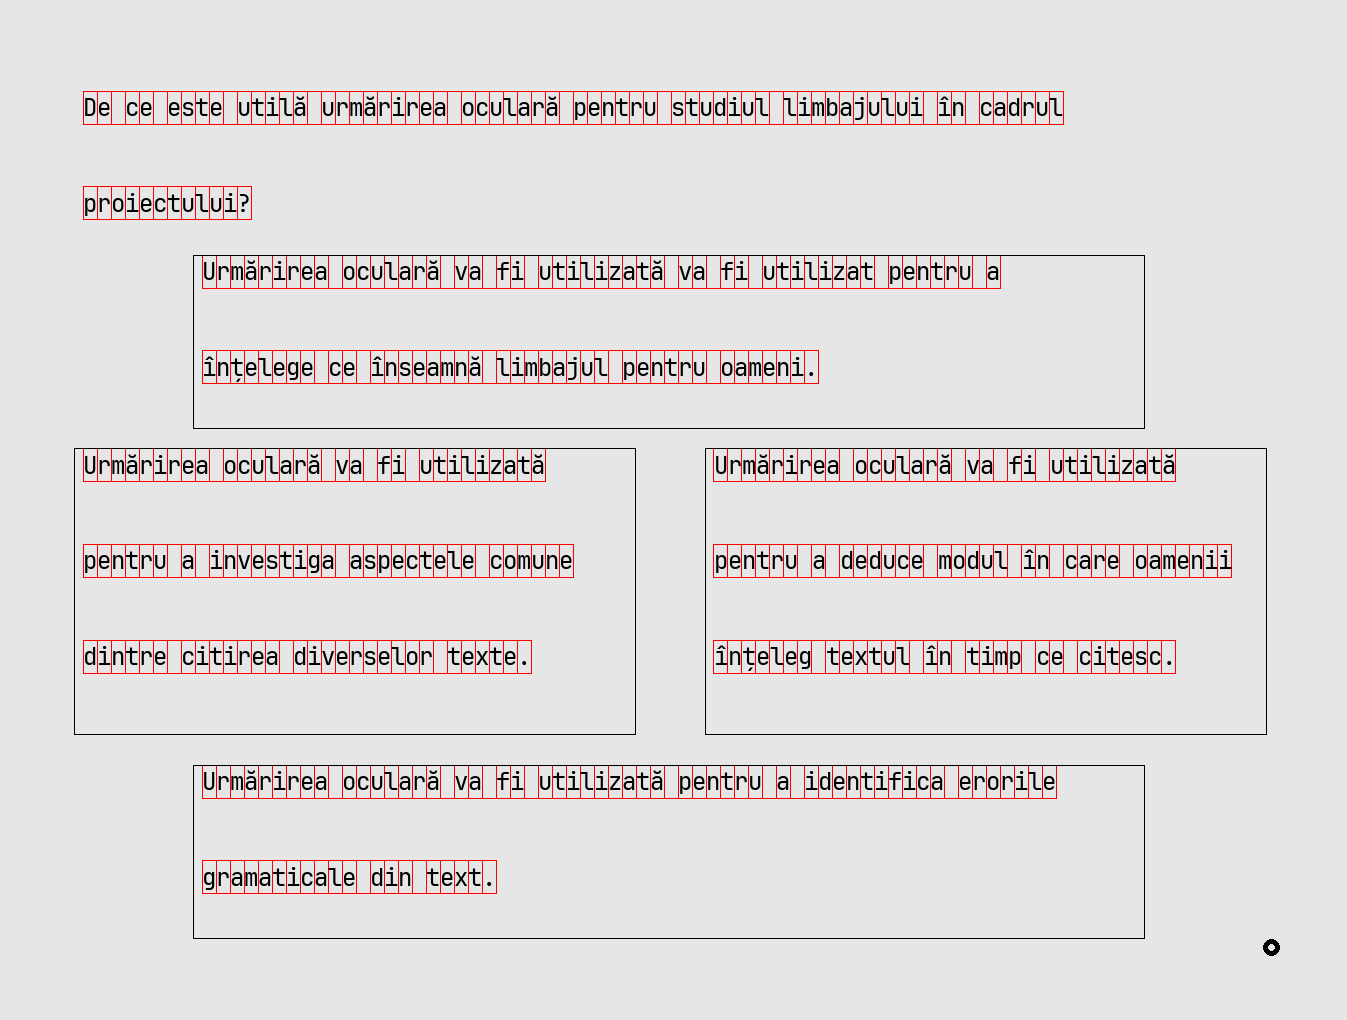 De ce este utilă urmărirea oculară pentru studiul limbajului în cadrul
proiectului?
Urmărirea oculară va fi utilizată va fi utilizat pentru a
înțelege ce înseamnă limbajul pentru oameni.
Urmărirea oculară va fi utilizată
pentru a investiga aspectele comune
dintre citirea diverselor texte.
Urmărirea oculară va fi utilizată
pentru a deduce modul în care oamenii
înțeleg textul în timp ce citesc.
Urmărirea oculară va fi utilizată pentru a identifica erorile
gramaticale din text.